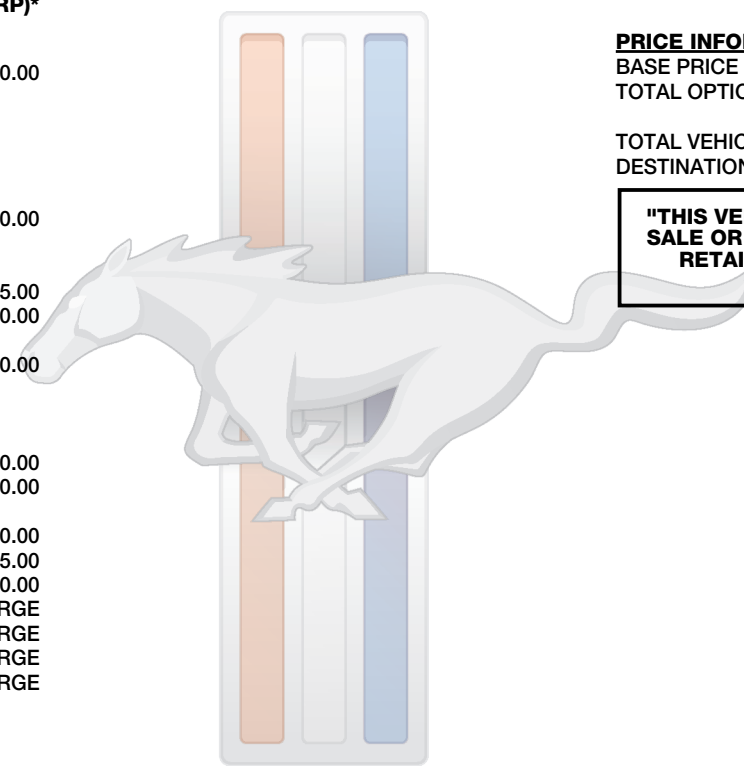 RP)*
0.00
0.00
5.00
0.00
0.00
0.00
0.00
0.00
5.00
0.00
RGE
RGE
RGE
RGE
PRICE INFO
BASE PRICE
TOTAL OPTIO
TOTAL VEHIC
DESTINATION
"THIS VE
SALE OR
RETAI